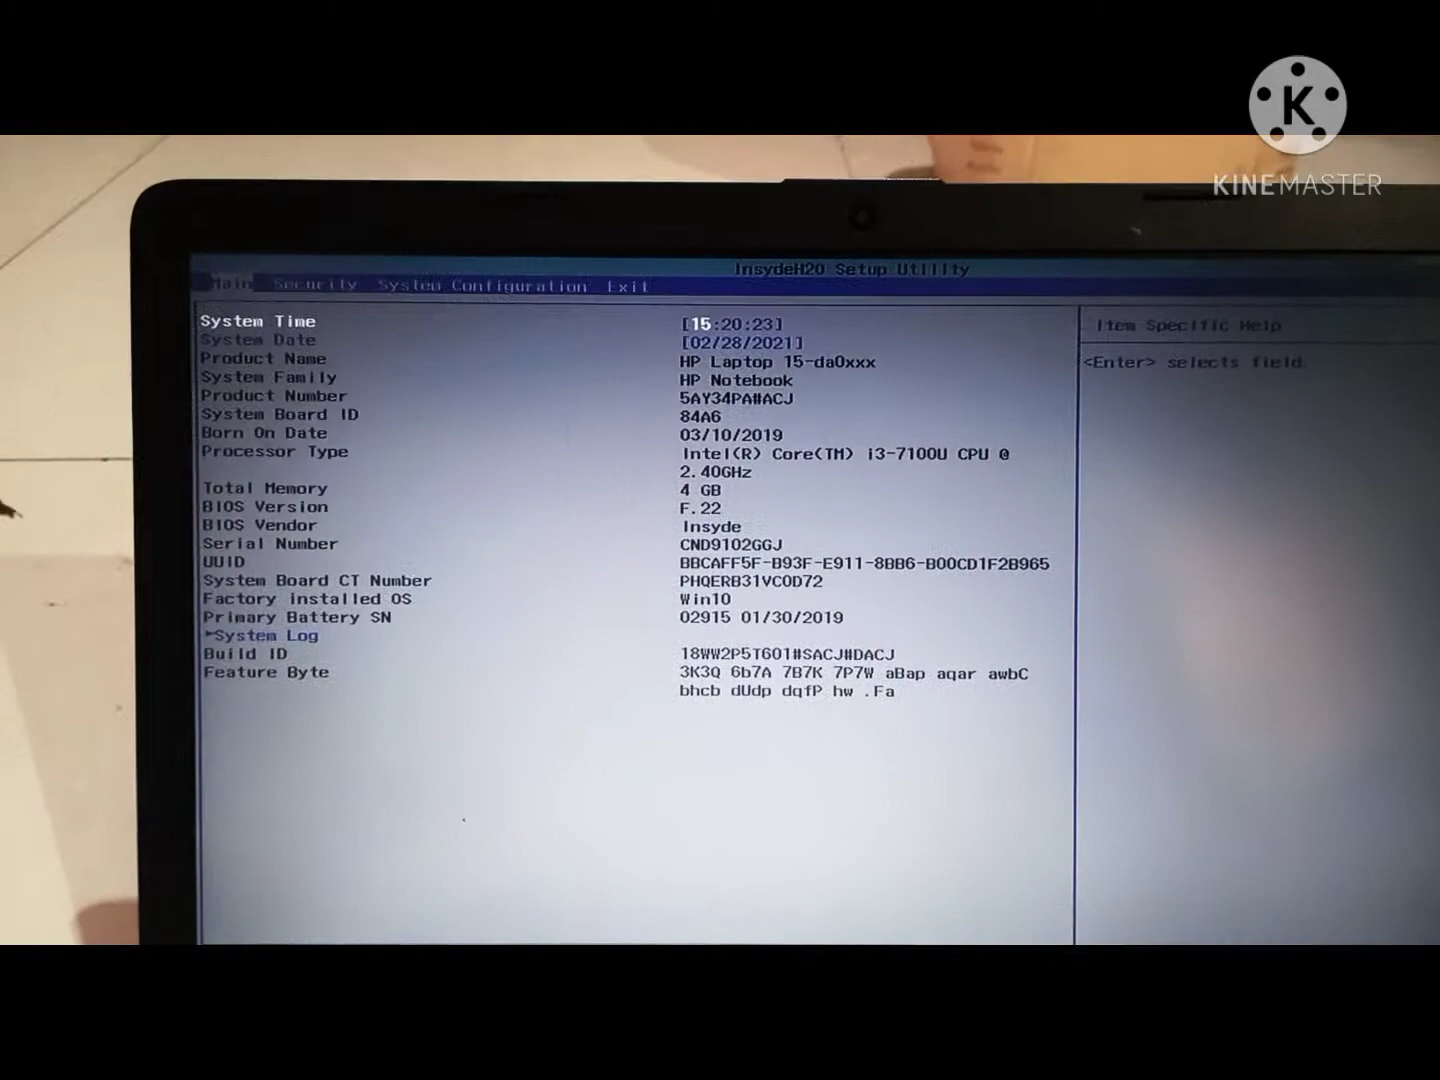 K
KINEMASTER
InsydeH20 Setup Utility
Main Security System Configuration Exit
System Time [15:20:23]
System Date [02/28/2021]
Product Name HP Laptop 15-da0xxx
System Family HP Notebook
Product Number 5AY34PA#ACJ
System Board ID 84A6
Born On Date 03/10/2019
Processor Type Intel(R) Core(TM) i3-7100U CPU @
2.40GHz
Total Memory 4 GB
BIOS Version F.22
BIOS Vendor Insyde
Serial Number CND9102GGJ
UUID BBCAFF5F-B93F-E911-8BB6-B00CD1F2B965
System Board CT Number PHQERB31VC0D72
Factory installed OS Win10
Primary Battery SN 02915 01/30/2019
►System Log
Build ID 18WW2P5T601#SACJ#DACJ
Feature Byte 3K3Q 6b7A 7B7K 7P7W aBap aqar awbC
bhcb dUdp dqfP hw .Fa
Item Specific Help
<Enter> selects field.